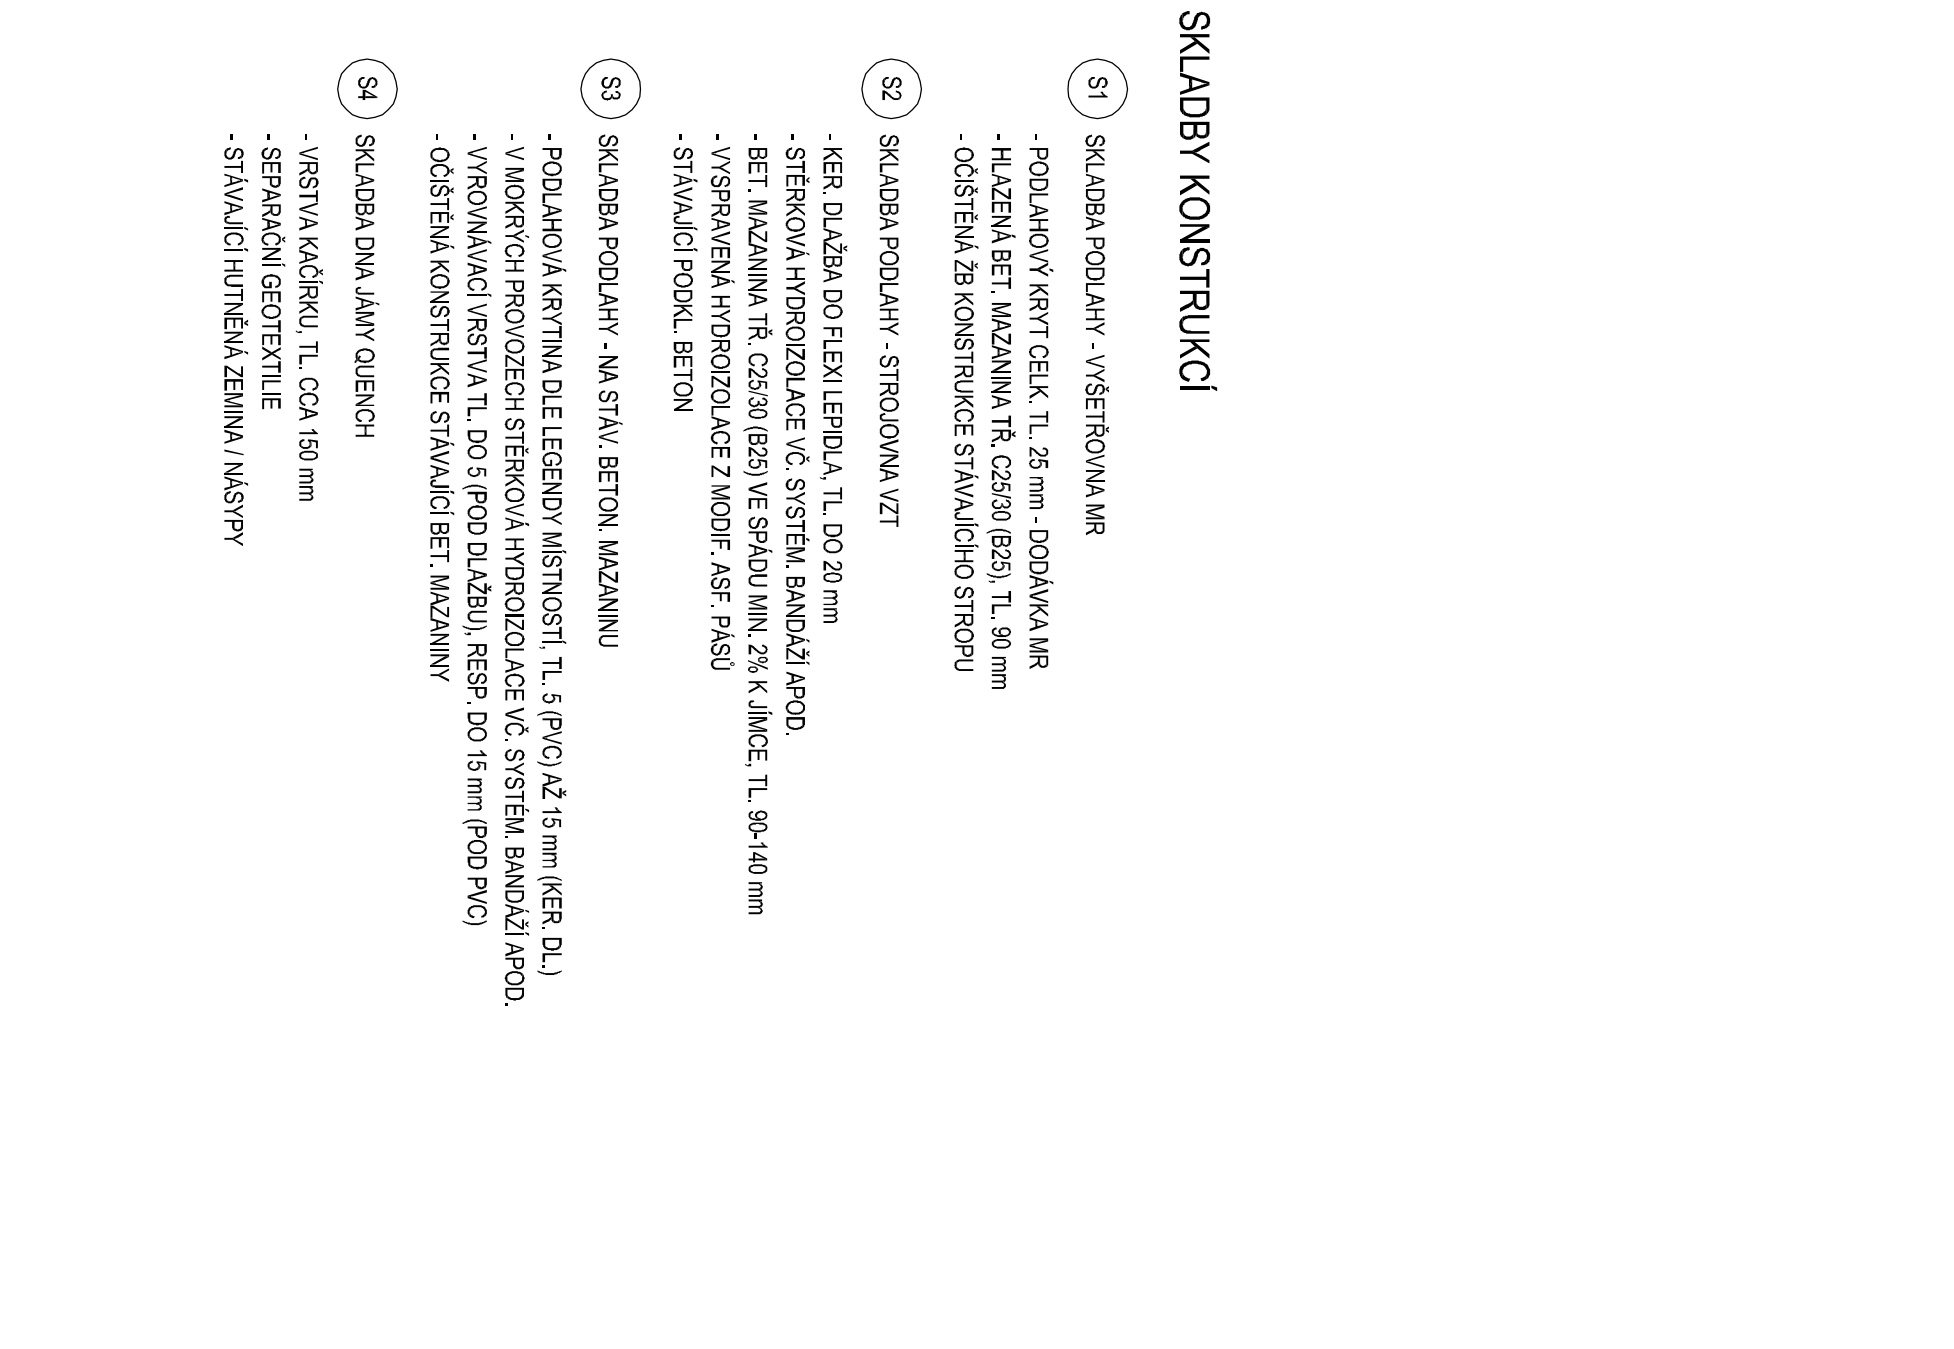 SKLADBY KONSTRUKCÍ
S1 SKLADBA PODLAHY - VYŠETŘOVNA MR
- PODLAHOVÝ KRYT CELK. TL. 25 mm - DODÁVKA MR
- HLAZENÁ BET. MAZANINA TŘ. C25/30 (B25), TL. 90 mm
- OČIŠTĚNÁ ŽB KONSTRUKCE STÁVAJÍCÍHO STROPU
S2 SKLADBA PODLAHY - STROJOVNA VZT
- KER. DLAŽBA DO FLEXI LEPIDLA, TL. DO 20 mm
- STĚRKOVÁ HYDROIZOLACE VČ. SYSTÉM. BANDÁŽÍ APOD.
- BET. MAZANINA TŘ. C25/30 (B25) VE SPÁDU MIN. 2% K JÍMCE, TL. 90-140 mm
- VYSPRAVENÁ HYDROIZOLACE Z MODIF. ASF. PÁSŮ
- STÁVAJÍCÍ PODKL. BETON
S3 SKLADBA PODLAHY - NA STÁV. BETON. MAZANINU
- PODLAHOVÁ KRYTINA DLE LEGENDY MÍSTNOSTÍ, TL. 5 (PVC) AŽ 15 mm (KER. DL.)
- V MOKRÝCH PROVOZECH STĚRKOVÁ HYDROIZOLACE VČ. SYSTÉM. BANDÁŽÍ APOD.
- VYROVNÁVACÍ VRSTVA TL. DO 5 (POD DLAŽBU), RESP. DO 15 mm (POD PVC)
- OČIŠTĚNÁ KONSTRUKCE STÁVAJÍCÍ BET. MAZANINY
S4 SKLADBA DNA JÁMY QUENCH
- VRSTVA KAČÍRKU, TL. CCA 150 mm
- SEPARAČNÍ GEOTEXTILIE
- STÁVAJÍCÍ HUTNĚNÁ ZEMINA / NÁSYPY